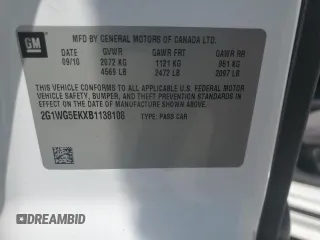 GM
MFD BY GENERAL MOTORS OF CANADA LTD.
DATE GVWR GAWR FRT GAWR RR
09/10 2072 KG 1121 KG 951 KG
4569 LB 2472 LB 2097 LB
THIS VEHICLE CONFORMS TO ALL APPLICABLE U.S. FEDERAL MOTOR
VEHICLE SAFETY, BUMPER, AND THEFT PREVENTION STANDARDS IN
EFFECT ON THE DATE OF MANUFACTURE SHOWN ABOVE.
2G1WG5EKXB1138108 TYPE: PASS CAR
DREAMBID